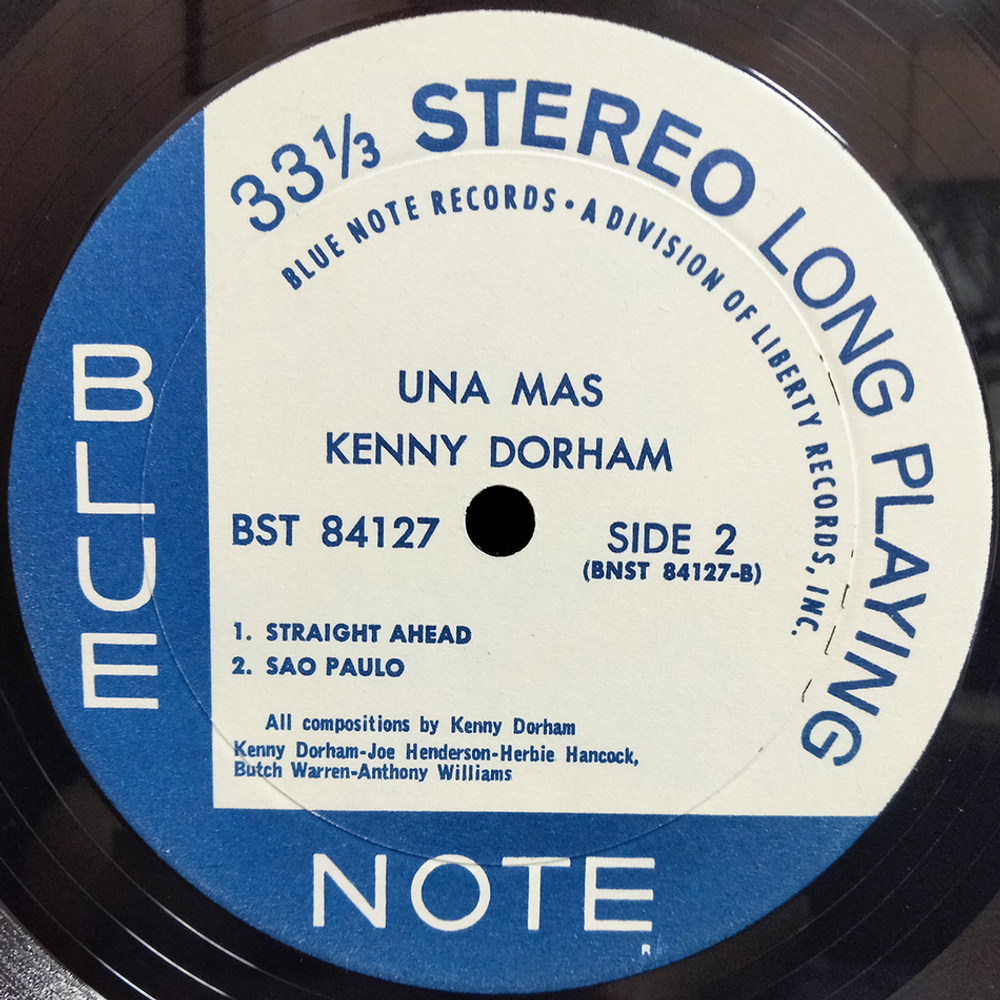 33⅓ STEREO LONG PLAYING
BLUE NOTE RECORDS • A DIVISION OF LIBERTY RECORDS, INC.
UNA MAS
KENNY DORHAM
BST 84127
SIDE 2
(BNST 84127-B)
1. STRAIGHT AHEAD
2. SAO PAULO
All compositions by Kenny Dorham
Kenny Dorham-Joe Henderson-Herbie Hancock,
Butch Warren-Anthony Williams
BLUE
NOTE
R